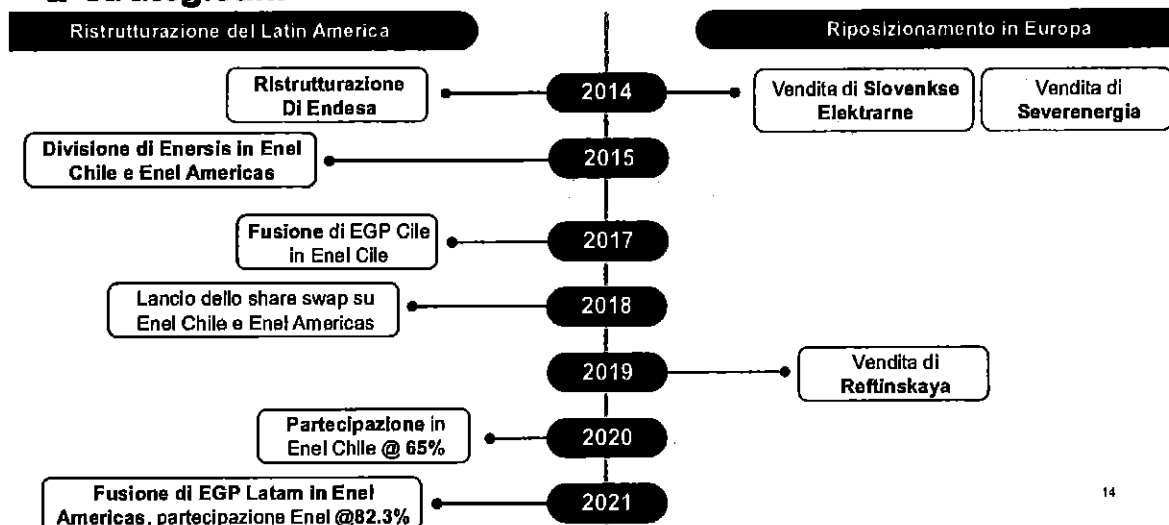 Ristrutturazione del Latin America
Riposizionamento in Europa
Ristrutturazione
Di Endesa
2014
Vendita di Slovenkse
Elektrarne
Vendita di
Severenergia
Divisione di Enersis in Enel
Chile e Enel Americas
2015
Fusione di EGP Cile
in Enel Cile
2017
Lancio dello share swap su
Enel Chile e Enel Americas
2018
2019
Vendita di
Reftinskaya
Partecipazione in
Enel Chile @ 65%
2020
Fusione di EGP Latam in Enel
Americas, partecipazione Enel @82.3%
2021
14